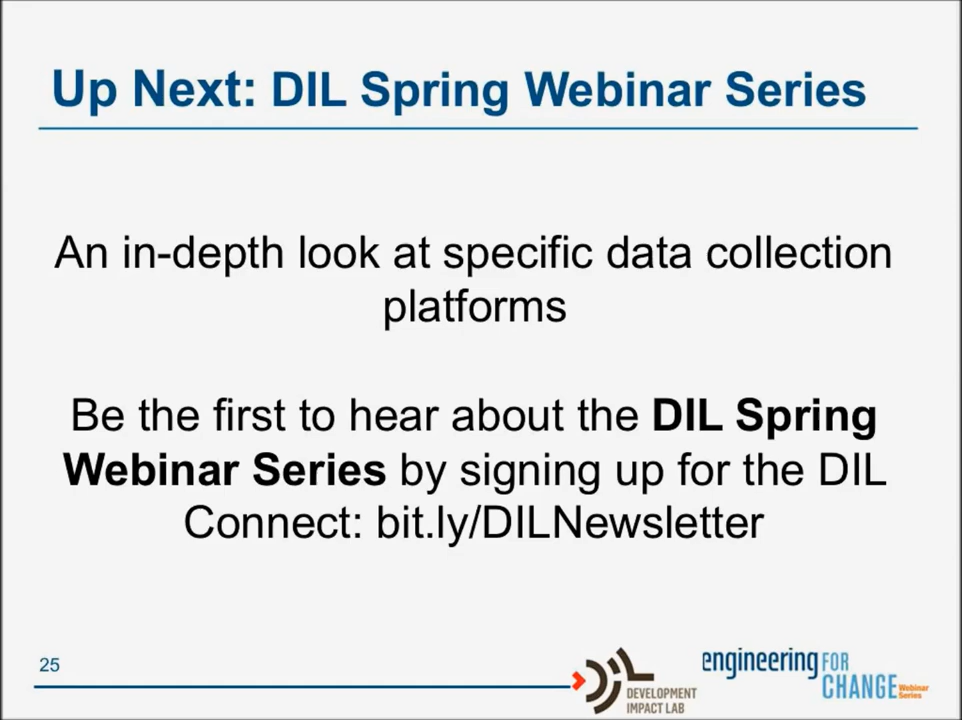 Up Next: DIL Spring Webinar Series
An in-depth look at specific data collection
platforms
Be the first to hear about the DIL Spring
Webinar Series by signing up for the DIL
Connect: bit.ly/DILNewsletter
25
DIL
DEVELOPMENT
IMPACT LAB
engineering FOR
CHANGE Webinar
Series